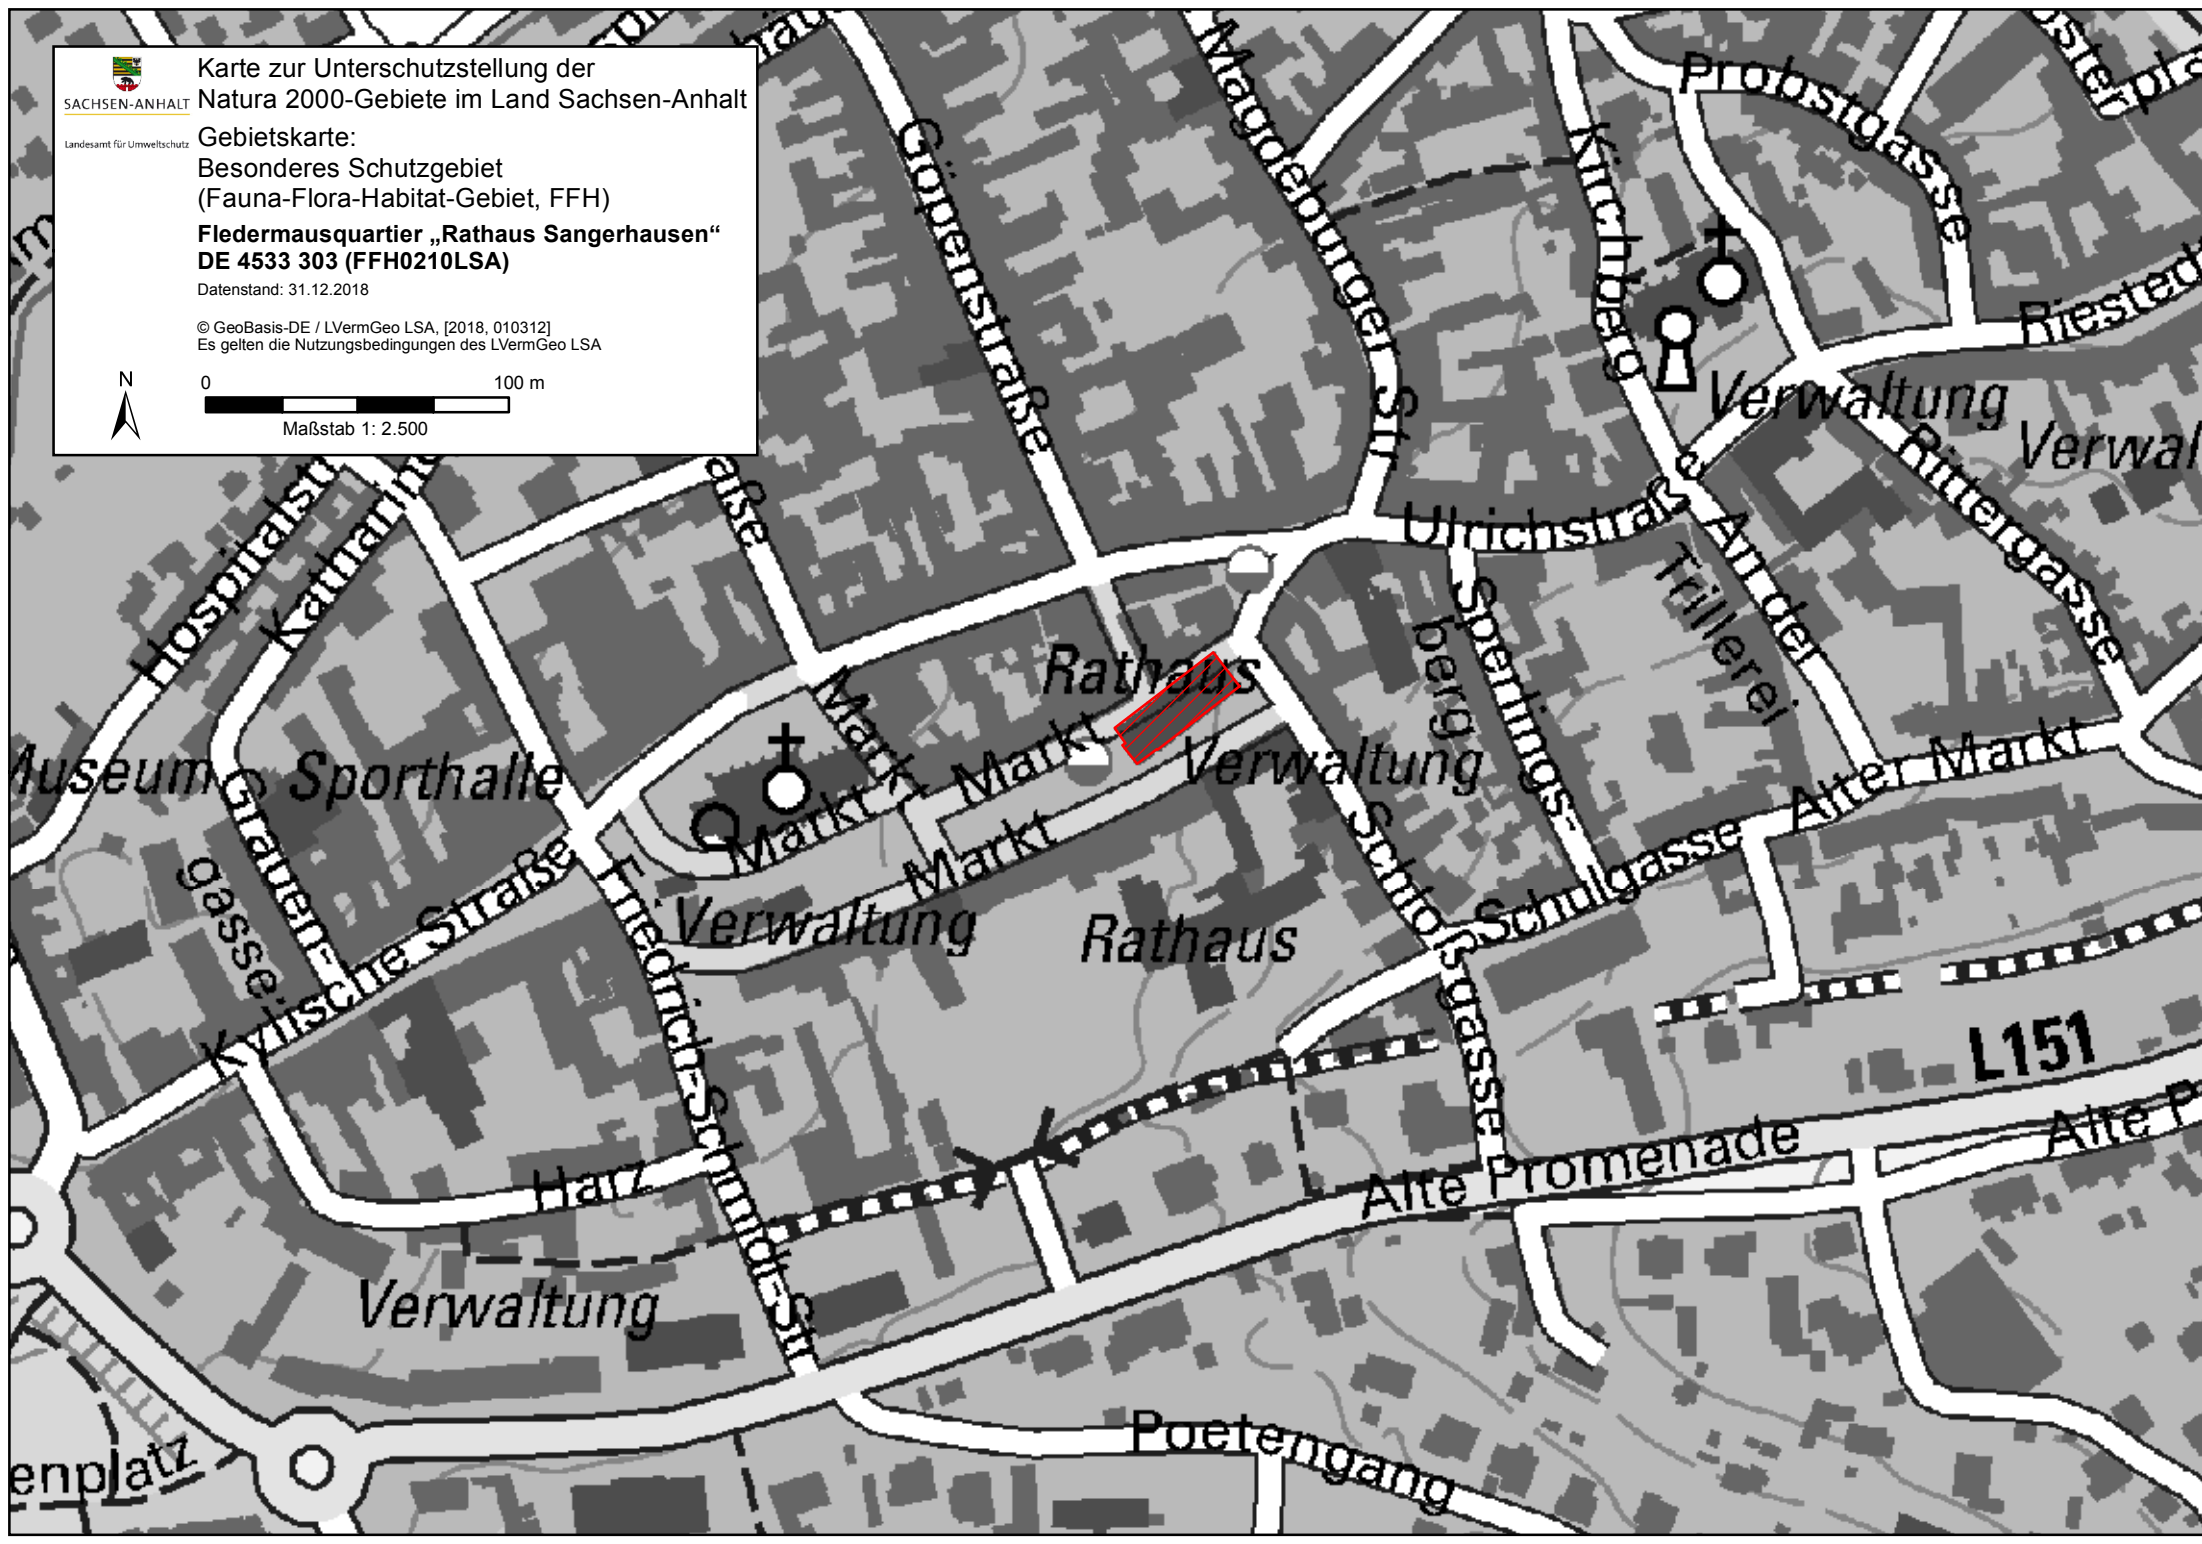 SACHSEN-ANHALT
Landesamt für Umweltschutz
Karte zur Unterschutzstellung der
Natura 2000-Gebiete im Land Sachsen-Anhalt
Gebietskarte:
Besonderes Schutzgebiet
(Fauna-Flora-Habitat-Gebiet, FFH)
Fledermausquartier „Rathaus Sangerhausen“
DE 4533 303 (FFH0210LSA)
Datenstand: 31.12.2018
© GeoBasis-DE / LVermGeo LSA, [2018, 010312]
Es gelten die Nutzungsbedingungen des LVermGeo LSA
N
0 100 m
Maßstab 1: 2.500
Göpenstraße
Magdeburger Str.
Kirchberg
Probstgasse
Riestedt
Verwaltung
Verwal
Rittergasse
Ulrichstraße
An der
Trillerei
Sperlings-
berg
Hospitalstr
Katharin
aße
Rathaus
Markt
Markt
Markt
Markt
Verwaltung
Museum
Sporthalle
Grauen-
gasse
Kylische Straße
Friedrich-Schmidt-Str.
Verwaltung
Rathaus
Schloßgasse
Schulgasse
Alter Markt
L151
Harz
Alte Promenade
Alte P
Verwaltung
Poetengang
enplatz